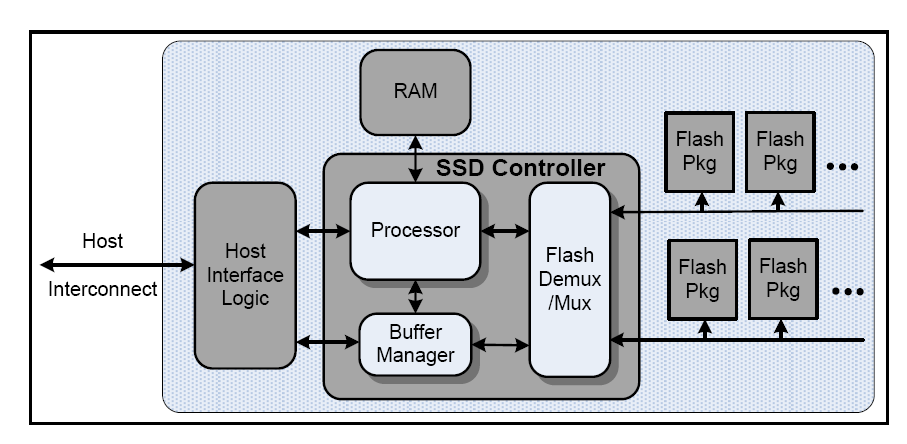 RAM
SSD Controller
Flash
Pkg
Flash
Pkg
...
Host
Interconnect
Host
Interface
Logic
Processor
Flash
Demux
/Mux
Buffer
Manager
Flash
Pkg
Flash
Pkg
...